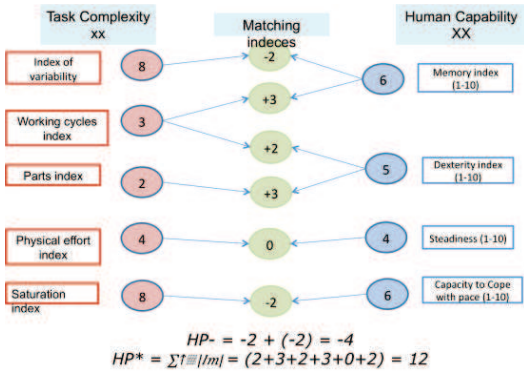 Task Complexity
xx
Matching
indeces
Human Capability
XX
Index of
variability
8
-2
6
Memory index
(1-10)
+3
Working cycles
index
3
+2
Parts index
2
+3
5
Dexterity index
(1-10)
Physical effort
index
4
0
4
Steadiness (1-10)
Saturation
index
8
-2
6
Capacity to Cope
with pace (1-10)
HP- = -2 + (-2) = -4
HP* = ∑↑≡|Im| = (2+3+2+3+0+2) = 12